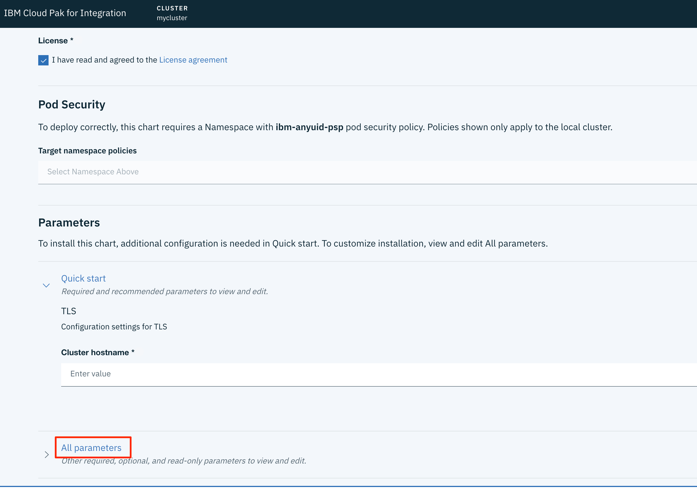 IBM Cloud Pak for Integration
CLUSTER
mycluster
License *
I have read and agreed to the License agreement
Pod Security
To deploy correctly, this chart requires a Namespace with ibm-anyuid-psp pod security policy. Policies shown only apply to the local cluster.
Target namespace policies
Select Namespace Above
Parameters
To install this chart, additional configuration is needed in Quick start. To customize installation, view and edit All parameters.
Quick start
Required and recommended parameters to view and edit.
TLS
Configuration settings for TLS
Cluster hostname *
Enter value
All parameters
Other required, optional, and read-only parameters to view and edit.